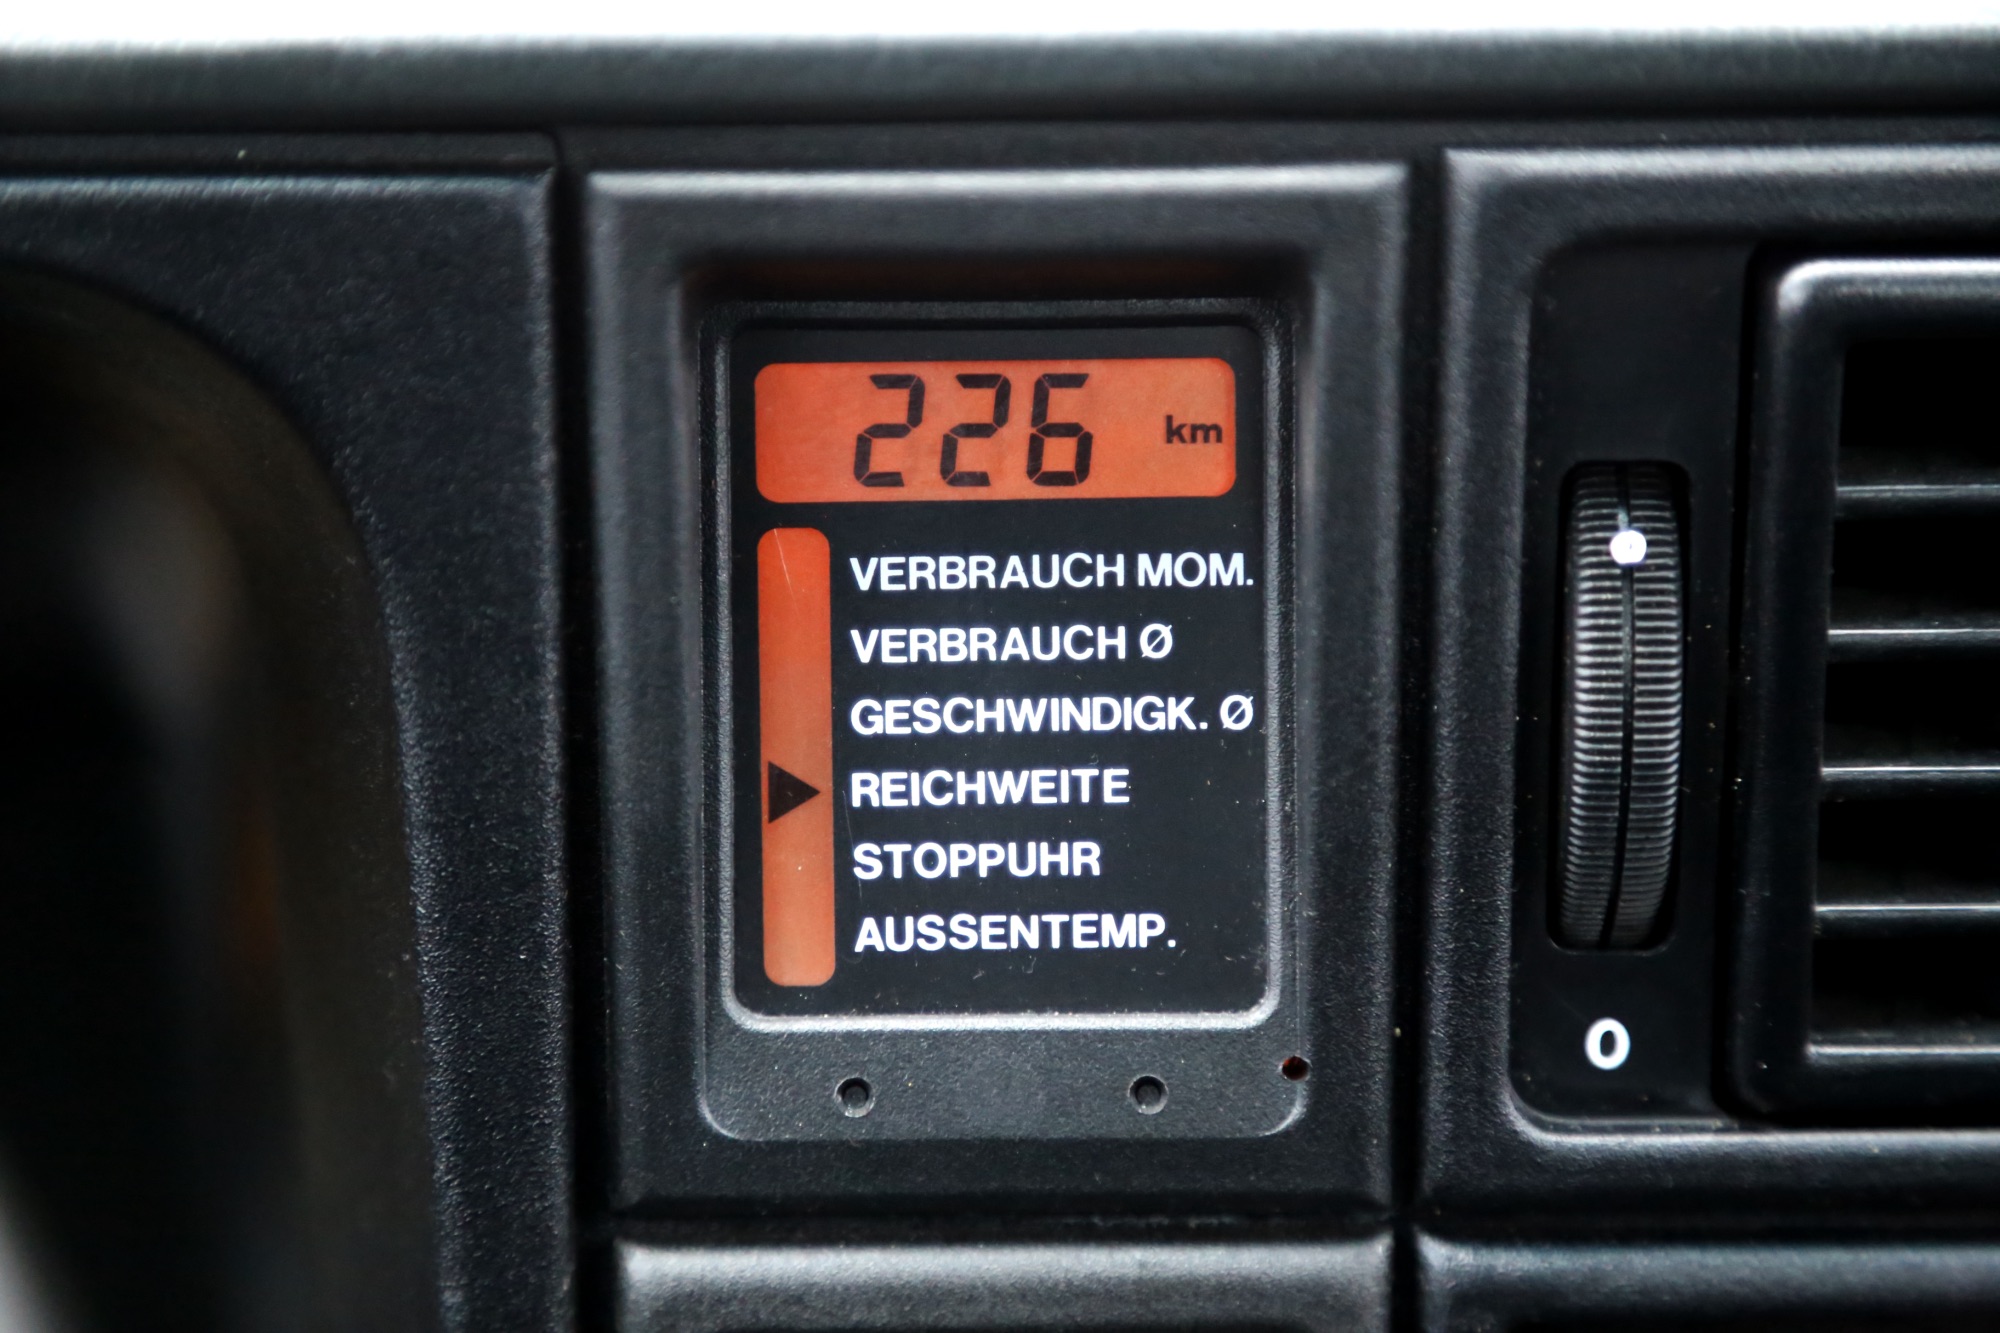 226 km
VERBRAUCH MOM.
VERBRAUCH Ø
GESCHWINDIGK. Ø
REICHWEITE
STOPPUHR
AUSSENTEMP.
0